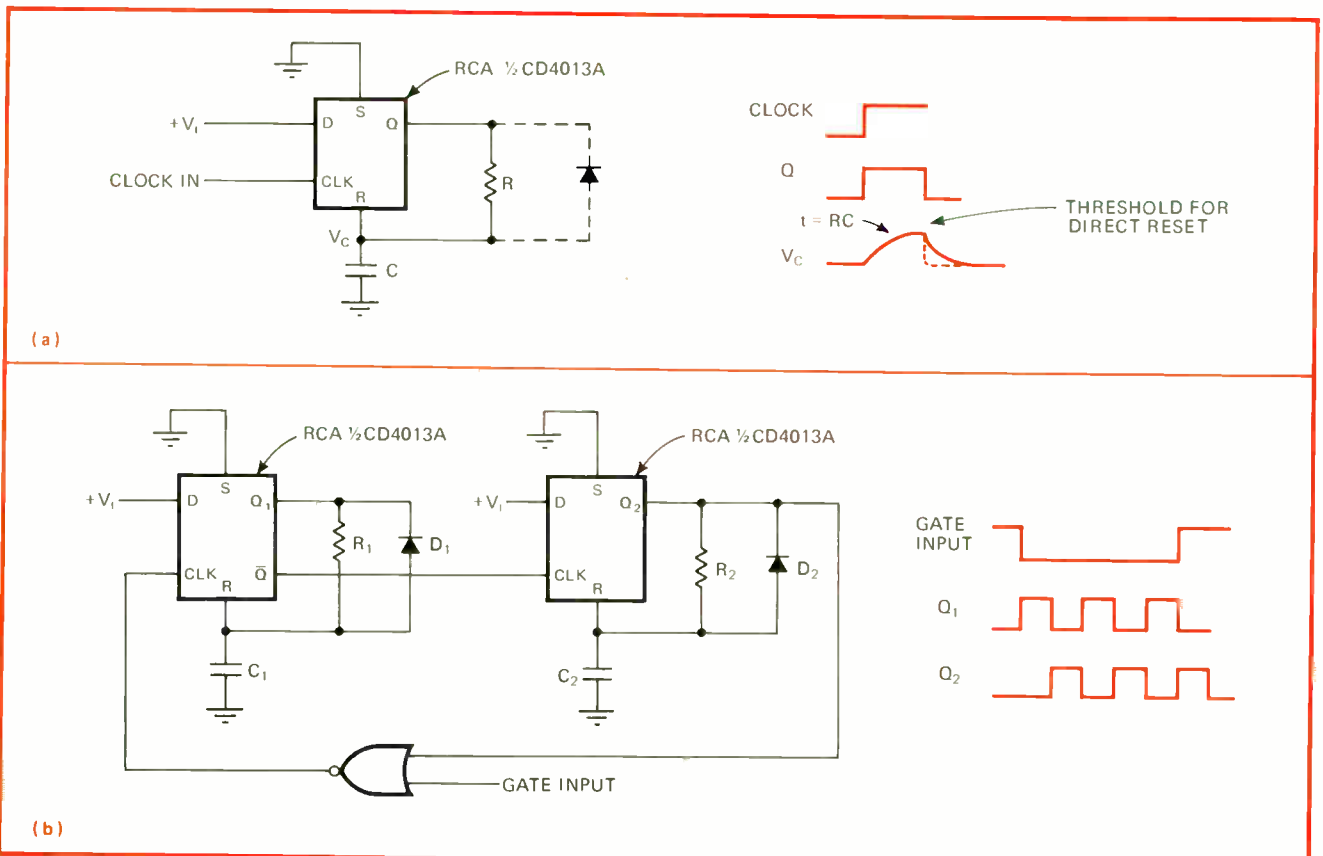 RCA ½CD4013A
S
+V₁
D
Q
CLOCK IN
CLK
R
R
V_C
C
CLOCK
Q
t = RC
THRESHOLD FOR
DIRECT RESET
V_C
(a)
RCA ½CD4013A
S
+V₁
D
Q₁
R₁
D₁
CLK
Q̅
R
C₁
RCA ½CD4013A
S
+V₁
D
Q₂
R₂
D₂
CLK
R
C₂
GATE INPUT
GATE
INPUT
Q₁
Q₂
(b)